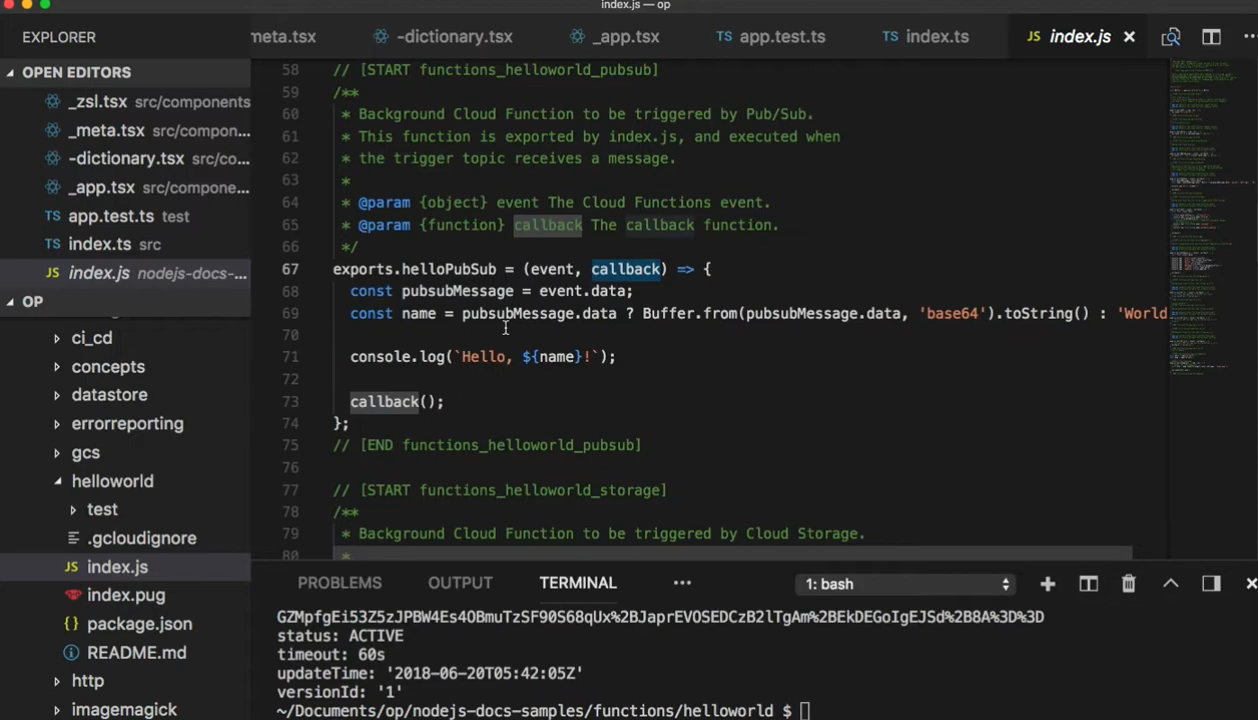 index.js — op
EXPLORER
meta.tsx -dictionary.tsx _app.tsx TS app.test.ts TS index.ts JS index.js
OPEN EDITORS
_zsl.tsx src/components
_meta.tsx src/compon...
-dictionary.tsx src/co...
_app.tsx src/compone...
TS app.test.ts test
TS index.ts src
JS index.js nodejs-docs-...
OP
ci_cd
concepts
datastore
errorreporting
gcs
helloworld
test
.gcloudignore
JS index.js
index.pug
{} package.json
README.md
http
imagemagick
58 // [START functions_helloworld_pubsub]
59 /**
60 * Background Cloud Function to be triggered by Pub/Sub.
61 * This function is exported by index.js, and executed when
62 * the trigger topic receives a message.
63 *
64 * @param {object} event The Cloud Functions event.
65 * @param {function} callback The callback function.
66 */
67 exports.helloPubSub = (event, callback) => {
68 const pubsubMessage = event.data;
69 const name = pubsubMessage.data ? Buffer.from(pubsubMessage.data, 'base64').toString() : 'World
70
71 console.log(`Hello, ${name}!`);
72
73 callback();
74 };
75 // [END functions_helloworld_pubsub]
76
77 // [START functions_helloworld_storage]
78 /**
79 * Background Cloud Function to be triggered by Cloud Storage.
80 *
PROBLEMS OUTPUT TERMINAL ... 1: bash
GZMpfgEi53Z5zJPBW4Es4OBmuTzSF90S68qUx%2BJaprEVOSEDCzB2lTgAm%2BEkDEGoIgEJSd%2B8A%3D%3D
status: ACTIVE
timeout: 60s
updateTime: '2018-06-20T05:42:05Z'
versionId: '1'
~/Documents/op/nodejs-docs-samples/functions/helloworld $